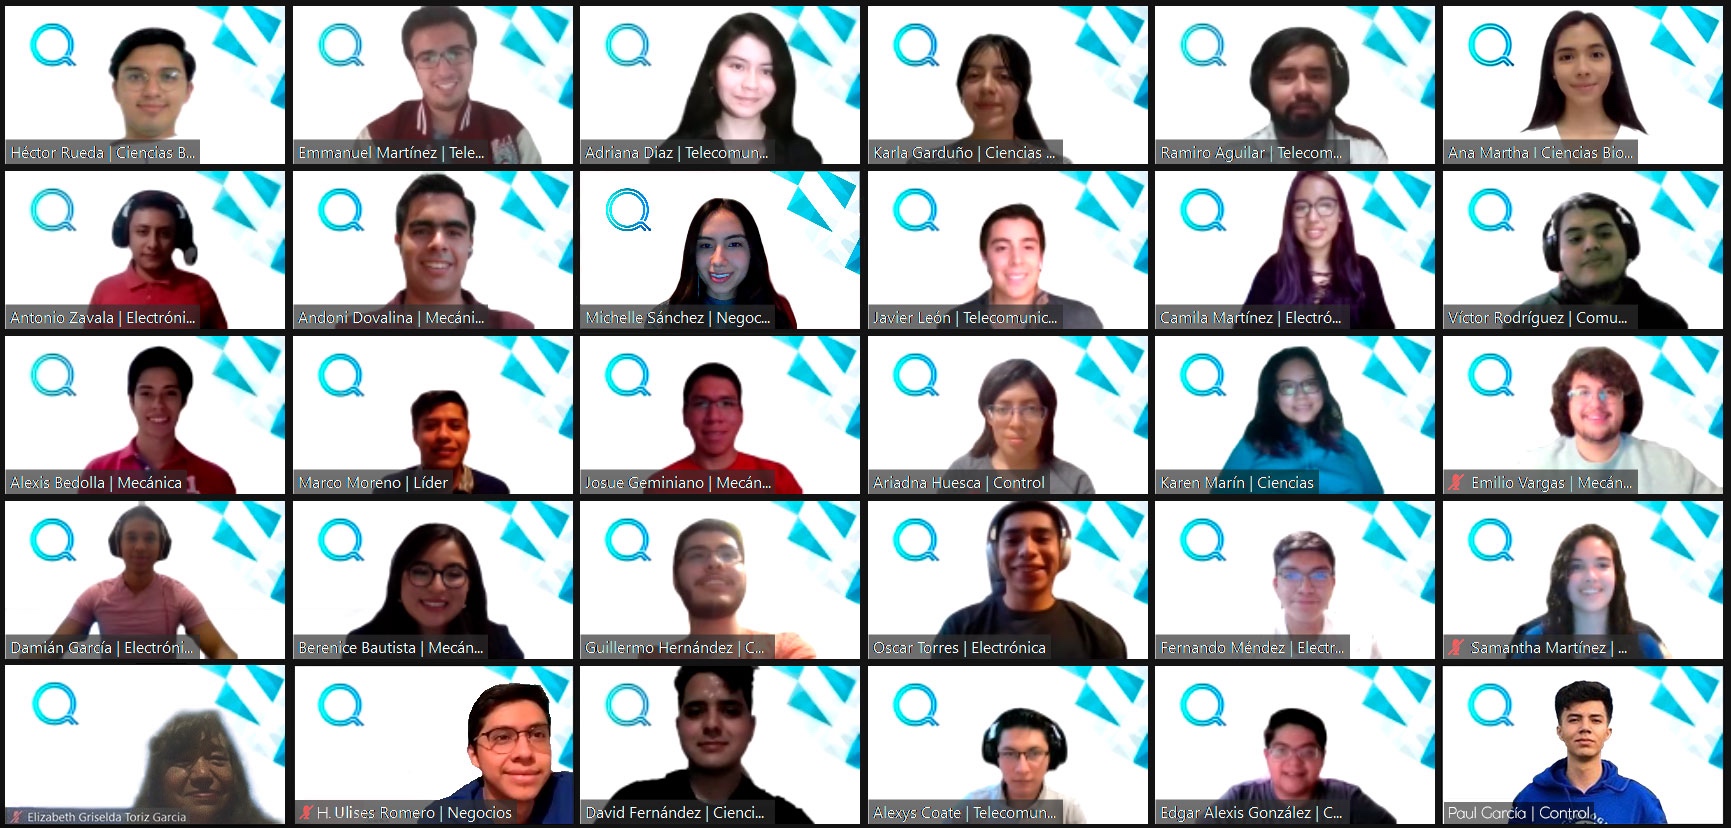 Héctor Rueda | Ciencias B...
Emmanuel Martínez | Tele...
Adriana Diaz | Telecomun...
Karla Garduño | Ciencias ...
Ramiro Aguilar | Telecom...
Ana Martha I Ciencias Bio...
Antonio Zavala | Electróni...
Andoni Dovalina | Mecáni...
Michelle Sánchez | Negoc...
Javier León | Telecomunic...
Camila Martínez | Electró...
Víctor Rodríguez | Comu...
Alexis Bedolla | Mecánica
1
Marco Moreno | Líder
Josue Geminiano | Mecán...
Ariadna Huesca | Control
Karen Marín | Ciencias
Emilio Vargas | Mecán...
Damián García | Electróni...
Berenice Bautista | Mecán...
Guillermo Hernández | C...
Oscar Torres | Electrónica
Fernando Méndez | Electr...
Samantha Martínez | ...
Elizabeth Griselda Toriz Garcia
H. Ulises Romero | Negocios
David Fernández | Cienci...
Alexys Coate | Telecomun...
Edgar Alexis González | C...
Paul García | Control